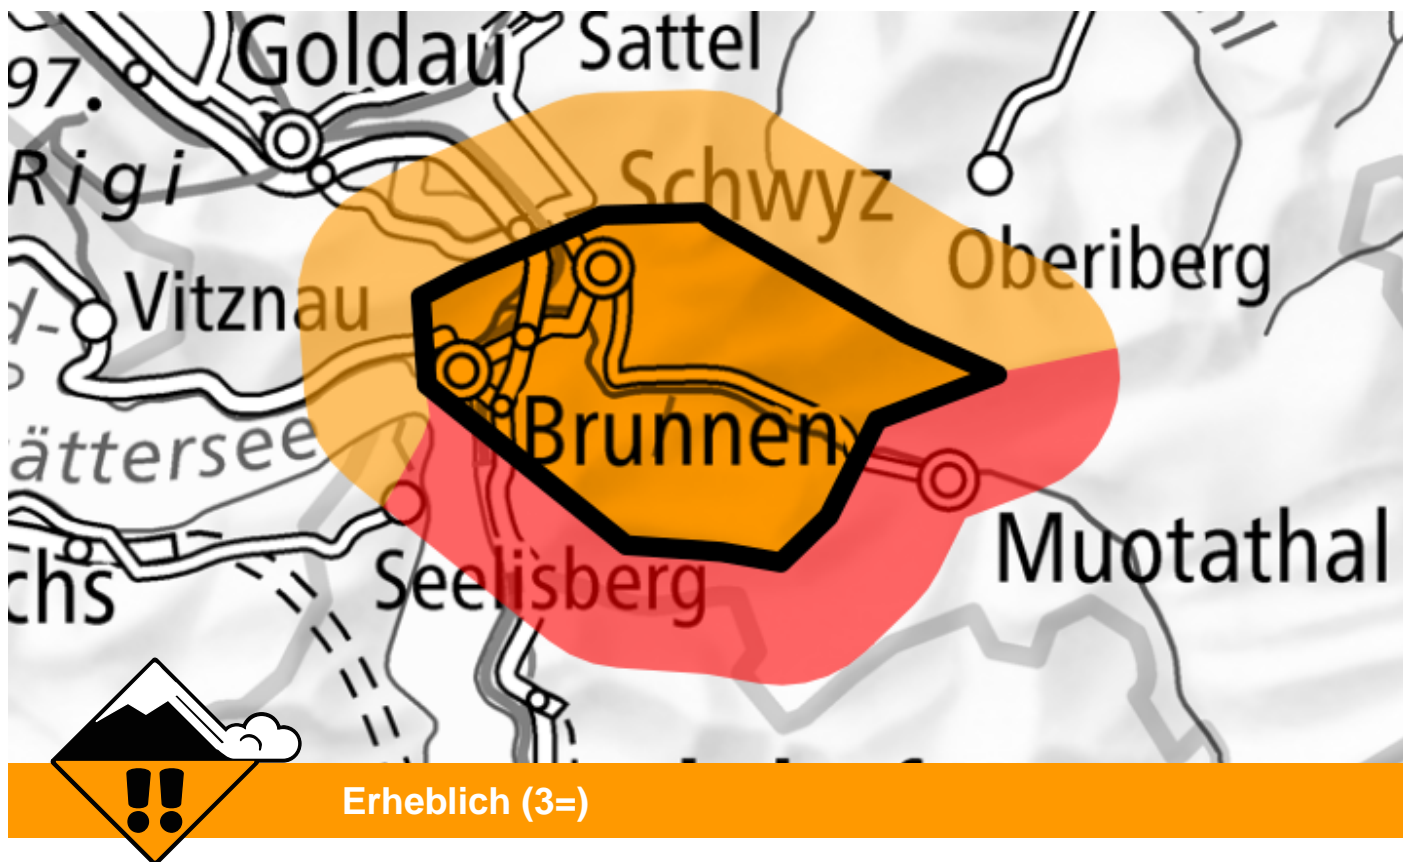 Goldau
Sattel
97.
Rigi
Schwyz
Oberiberg
Vitznau
d-
Brunnen
ättersee
Muotathal
Seelisberg
chs
Erheblich (3=)